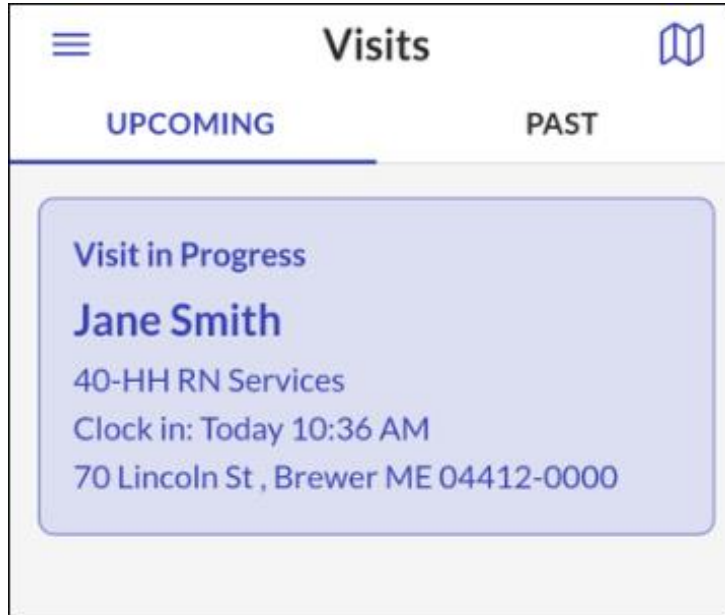 Visits
UPCOMING PAST
Visit in Progress
Jane Smith
40-HH RN Services
Clock in: Today 10:36 AM
70 Lincoln St , Brewer ME 04412-0000